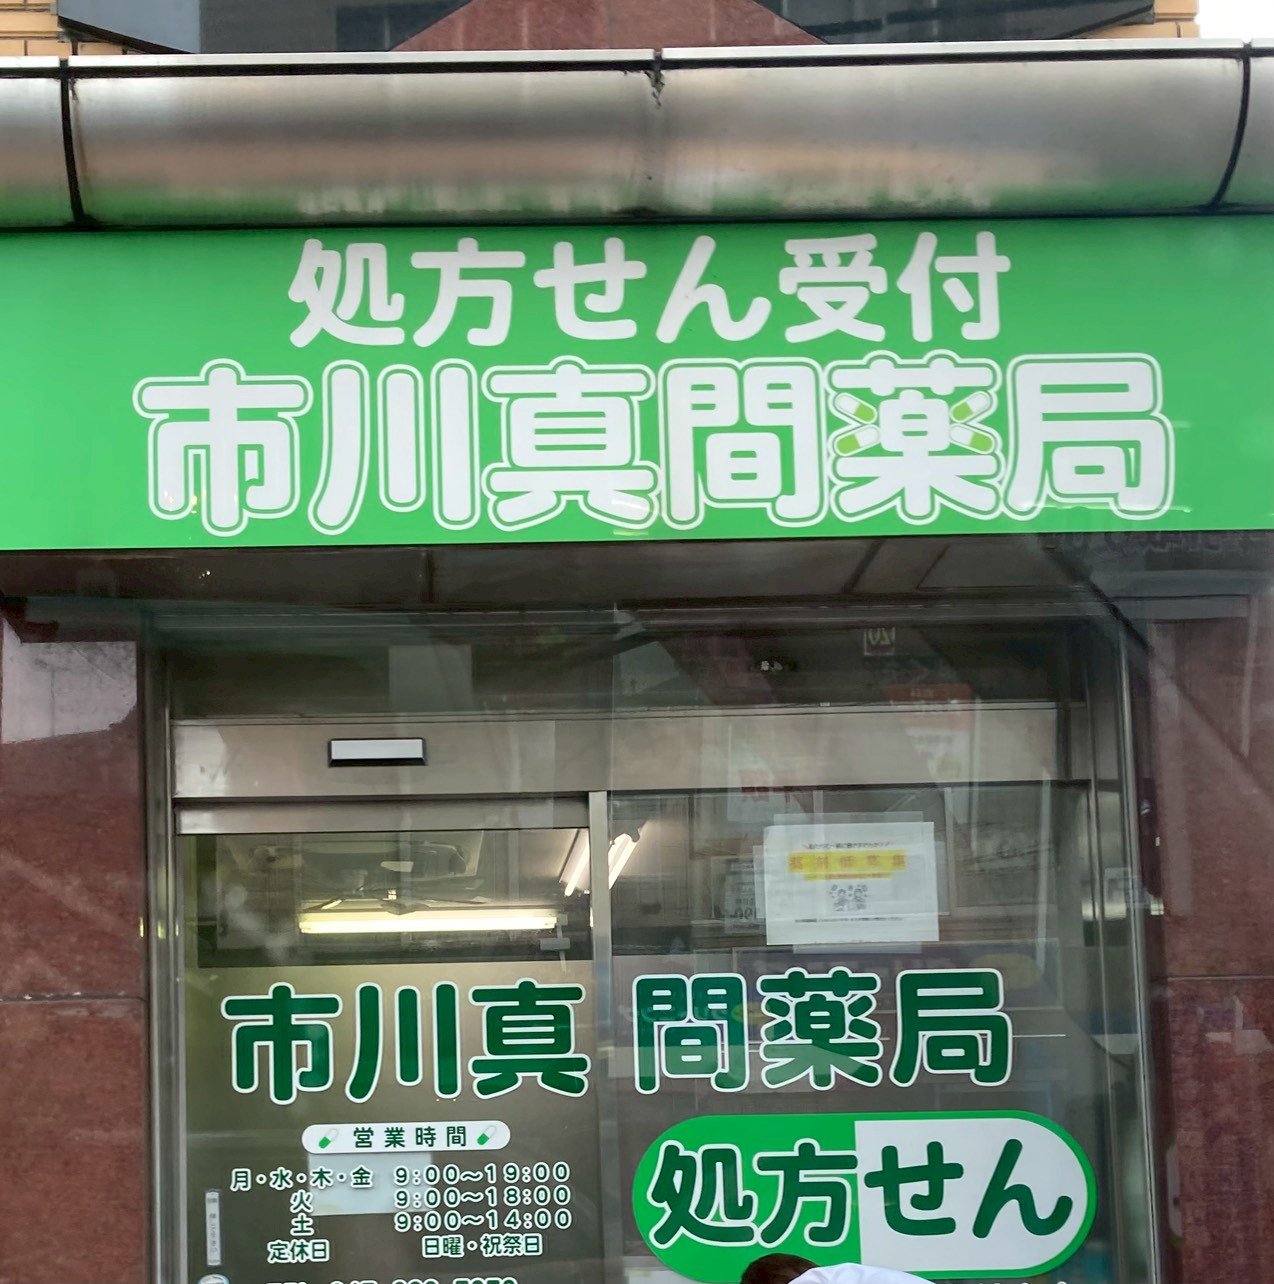 処方せん受付
市川真間薬局
市川真間薬局
営業時間
月・水・木・金 9:00～19:00
火 9:00～18:00
土 9:00～14:00
定休日 日曜・祝祭日
処方せん